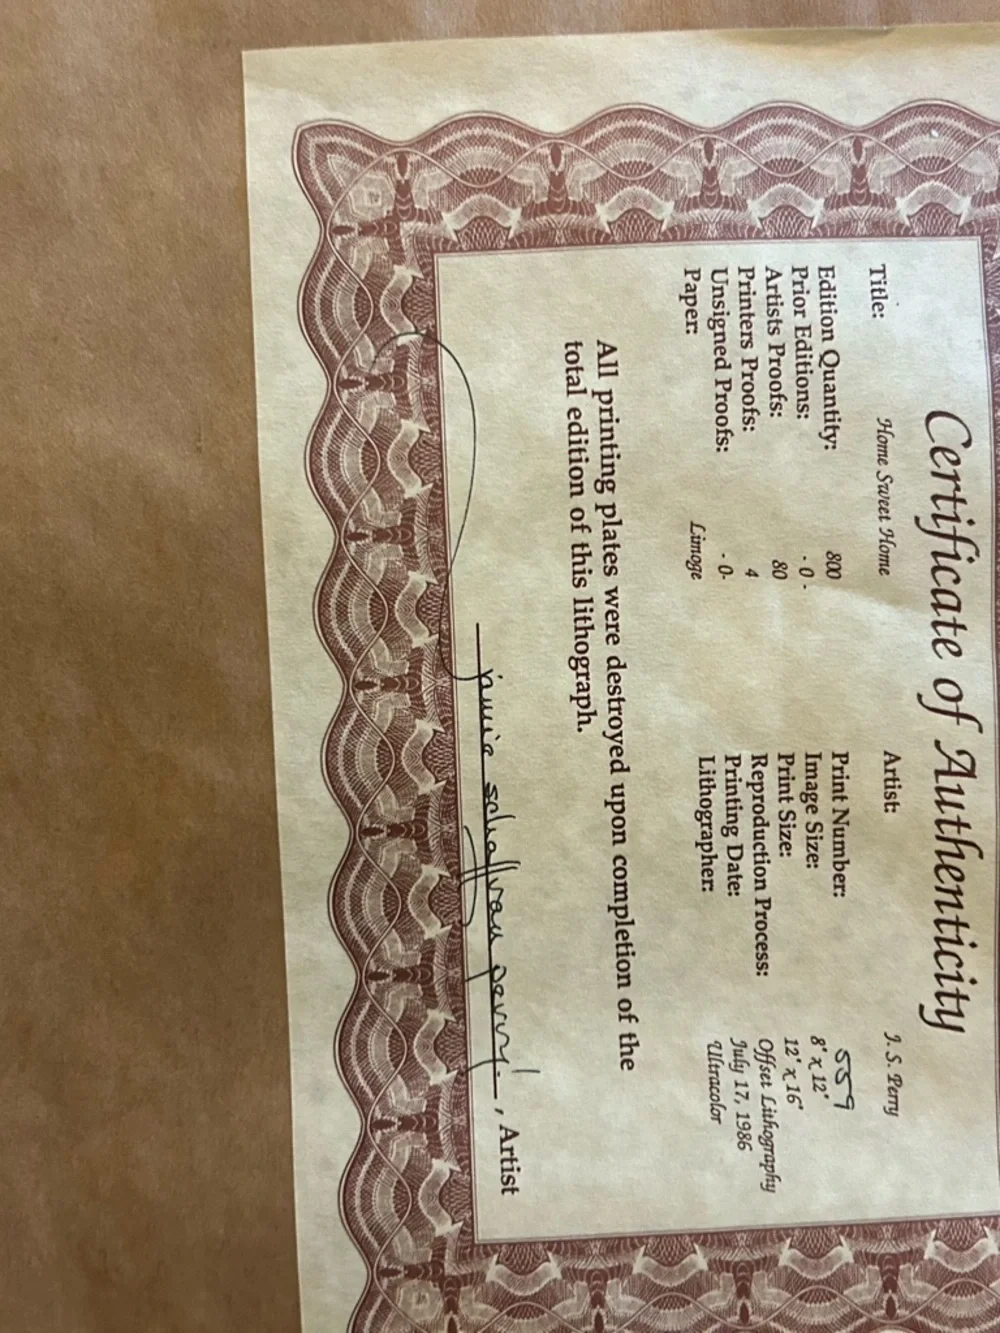 Certificate of Authenticity
Title: Home Sweet Home
Artist: J. S. Perry
Edition Quantity: 800
Prior Editions: - 0 -
Artists Proofs: 80
Printers Proofs: 4
Unsigned Proofs: - 0-
Paper: Limoge
Print Number: 559
Image Size: 8" x 12"
Print Size: 12" x 16"
Reproduction Process: Offset Lithography
Printing Date: July 17, 1986
Lithographer: Ultracolor
All printing plates were destroyed upon completion of the
total edition of this lithograph.
perry, Artist